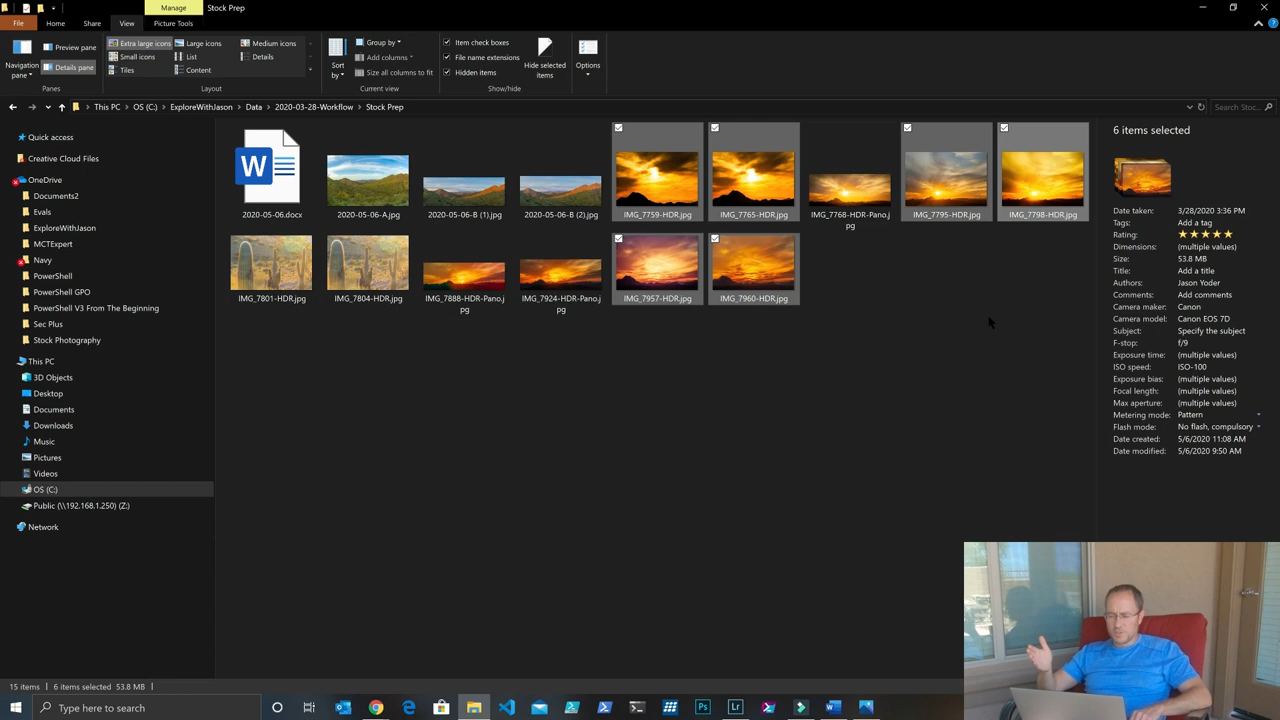 Manage
Stock Prep
File
Home
Share
View
Picture Tools
Navigation pane
Preview pane
Details pane
Panes
Extra large icons
Large icons
Medium icons
Small icons
List
Details
Tiles
Content
Layout
Sort by
Group by
Add columns
Size all columns to fit
Current view
Item check boxes
File name extensions
Hidden items
Hide selected items
Show/hide
Options
This PC
OS (C:)
ExploreWithJason
Data
2020-03-28-Workflow
Stock Prep
Search Stoc...
Quick access
Creative Cloud Files
OneDrive
Documents2
Evals
ExploreWithJason
MCTExpert
Navy
PowerShell
PowerShell GPO
PowerShell V3 From The Beginning
Sec Plus
Stock Photography
This PC
3D Objects
Desktop
Documents
Downloads
Music
Pictures
Videos
OS (C:)
Public (\\192.168.1.250) (Z:)
Network
W
2020-05-06.docx
2020-05-06-A.jpg
2020-05-06-B (1).jpg
2020-05-06-B (2).jpg
IMG_7759-HDR.jpg
IMG_7765-HDR.jpg
IMG_7768-HDR-Pano.j
pg
IMG_7795-HDR.jpg
IMG_7798-HDR.jpg
IMG_7801-HDR.jpg
IMG_7804-HDR.jpg
IMG_7888-HDR-Pano.j
pg
IMG_7924-HDR-Pano.j
pg
IMG_7957-HDR.jpg
IMG_7960-HDR.jpg
6 items selected
Date taken: 3/28/2020 3:36 PM
Tags: Add a tag
Rating:
Dimensions: (multiple values)
Size: 53.8 MB
Title: Add a title
Authors: Jason Yoder
Comments: Add comments
Camera maker: Canon
Camera model: Canon EOS 7D
Subject: Specify the subject
F-stop: f/9
Exposure time: (multiple values)
ISO speed: ISO-100
Exposure bias: (multiple values)
Focal length: (multiple values)
Max aperture: (multiple values)
Metering mode: Pattern
Flash mode: No flash, compulsory
Date created: 5/6/2020 11:08 AM
Date modified: 5/6/2020 9:50 AM
15 items
6 items selected 53.8 MB
Type here to search
Ps
Lr